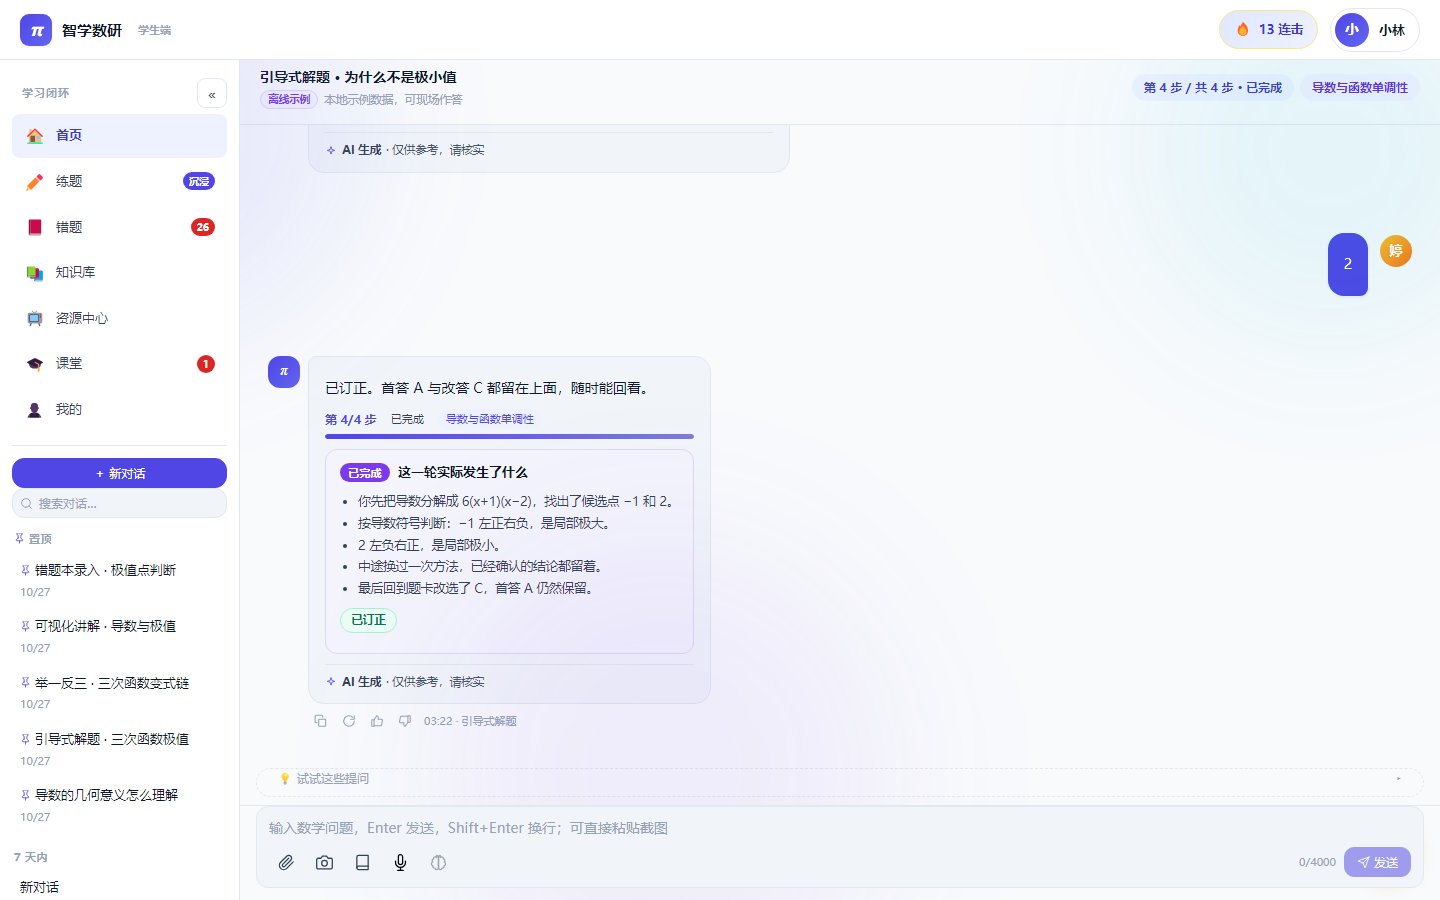 π 智学数研 学生端
13 连击
小 小林
学习闭环
«
首页
练题 沉浸
错题 26
知识库
资源中心
课堂 1
我的
+ 新对话
搜索对话...
置顶
错题本录入 · 极值点判断
10/27
可视化讲解 · 导数与极值
10/27
举一反三 · 三次函数变式链
10/27
引导式解题 · 三次函数极值
10/27
导数的几何意义怎么理解
10/27
7 天内
新对话
引导式解题 • 为什么不是极小值
离线示例 本地示例数据，可现场作答
第 4 步 / 共 4 步 • 已完成
导数与函数单调性
AI 生成 · 仅供参考，请核实
2
婷
π
已订正。首答 A 与改答 C 都留在上面，随时能回看。
第 4/4 步 已完成 导数与函数单调性
已完成 这一轮实际发生了什么
• 你先把导数分解成 6(x+1)(x−2)，找出了候选点 −1 和 2。
• 按导数符号判断：−1 左正右负，是局部极大。
• 2 左负右正，是局部极小。
• 中途换过一次方法，已经确认的结论都留着。
• 最后回到题卡改选了 C，首答 A 仍然保留。
已订正
AI 生成 · 仅供参考，请核实
03:22 · 引导式解题
试试这些提问
输入数学问题，Enter 发送，Shift+Enter 换行；可直接粘贴截图
0/4000
发送